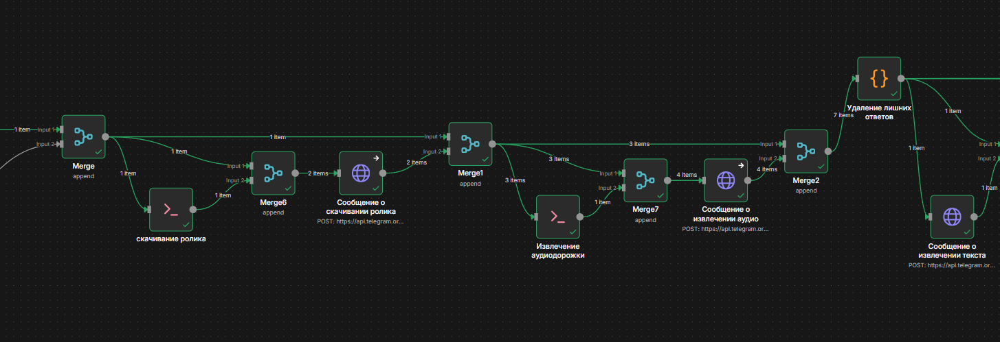 1 item
Input 1
Input 2
Merge
append
1 item
1 item
1 item
скачивание ролика
1 item
Input 1
Input 2
Merge6
append
2 items
Сообщение о
скачивании ролика
POST: https://api.telegram.or...
2 items
Input 1
Input 2
Merge1
append
3 items
3 items
3 items
Извлечение
аудиодорожки
1 item
Input 1
Input 2
Merge7
append
4 items
Сообщение о
извлечении аудио
POST: https://api.telegram.or...
4 items
Input 1
Input 2
Merge2
append
7 items
{}
Удаление лишних
ответов
1 item
1 item
Сообщение о
извлечении текста
POST: https://api.telegram.or...
1 item
Input 1
Input 2